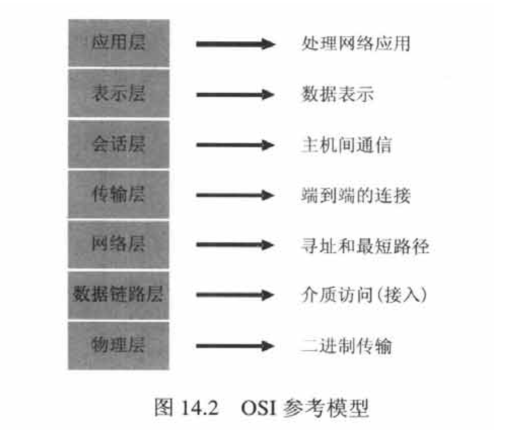 应用层 处理网络应用
表示层 数据表示
会话层 主机间通信
传输层 端到端的连接
网络层 寻址和最短路径
数据链路层 介质访问(接入)
物理层 二进制传输
图 14.2 OSI 参考模型